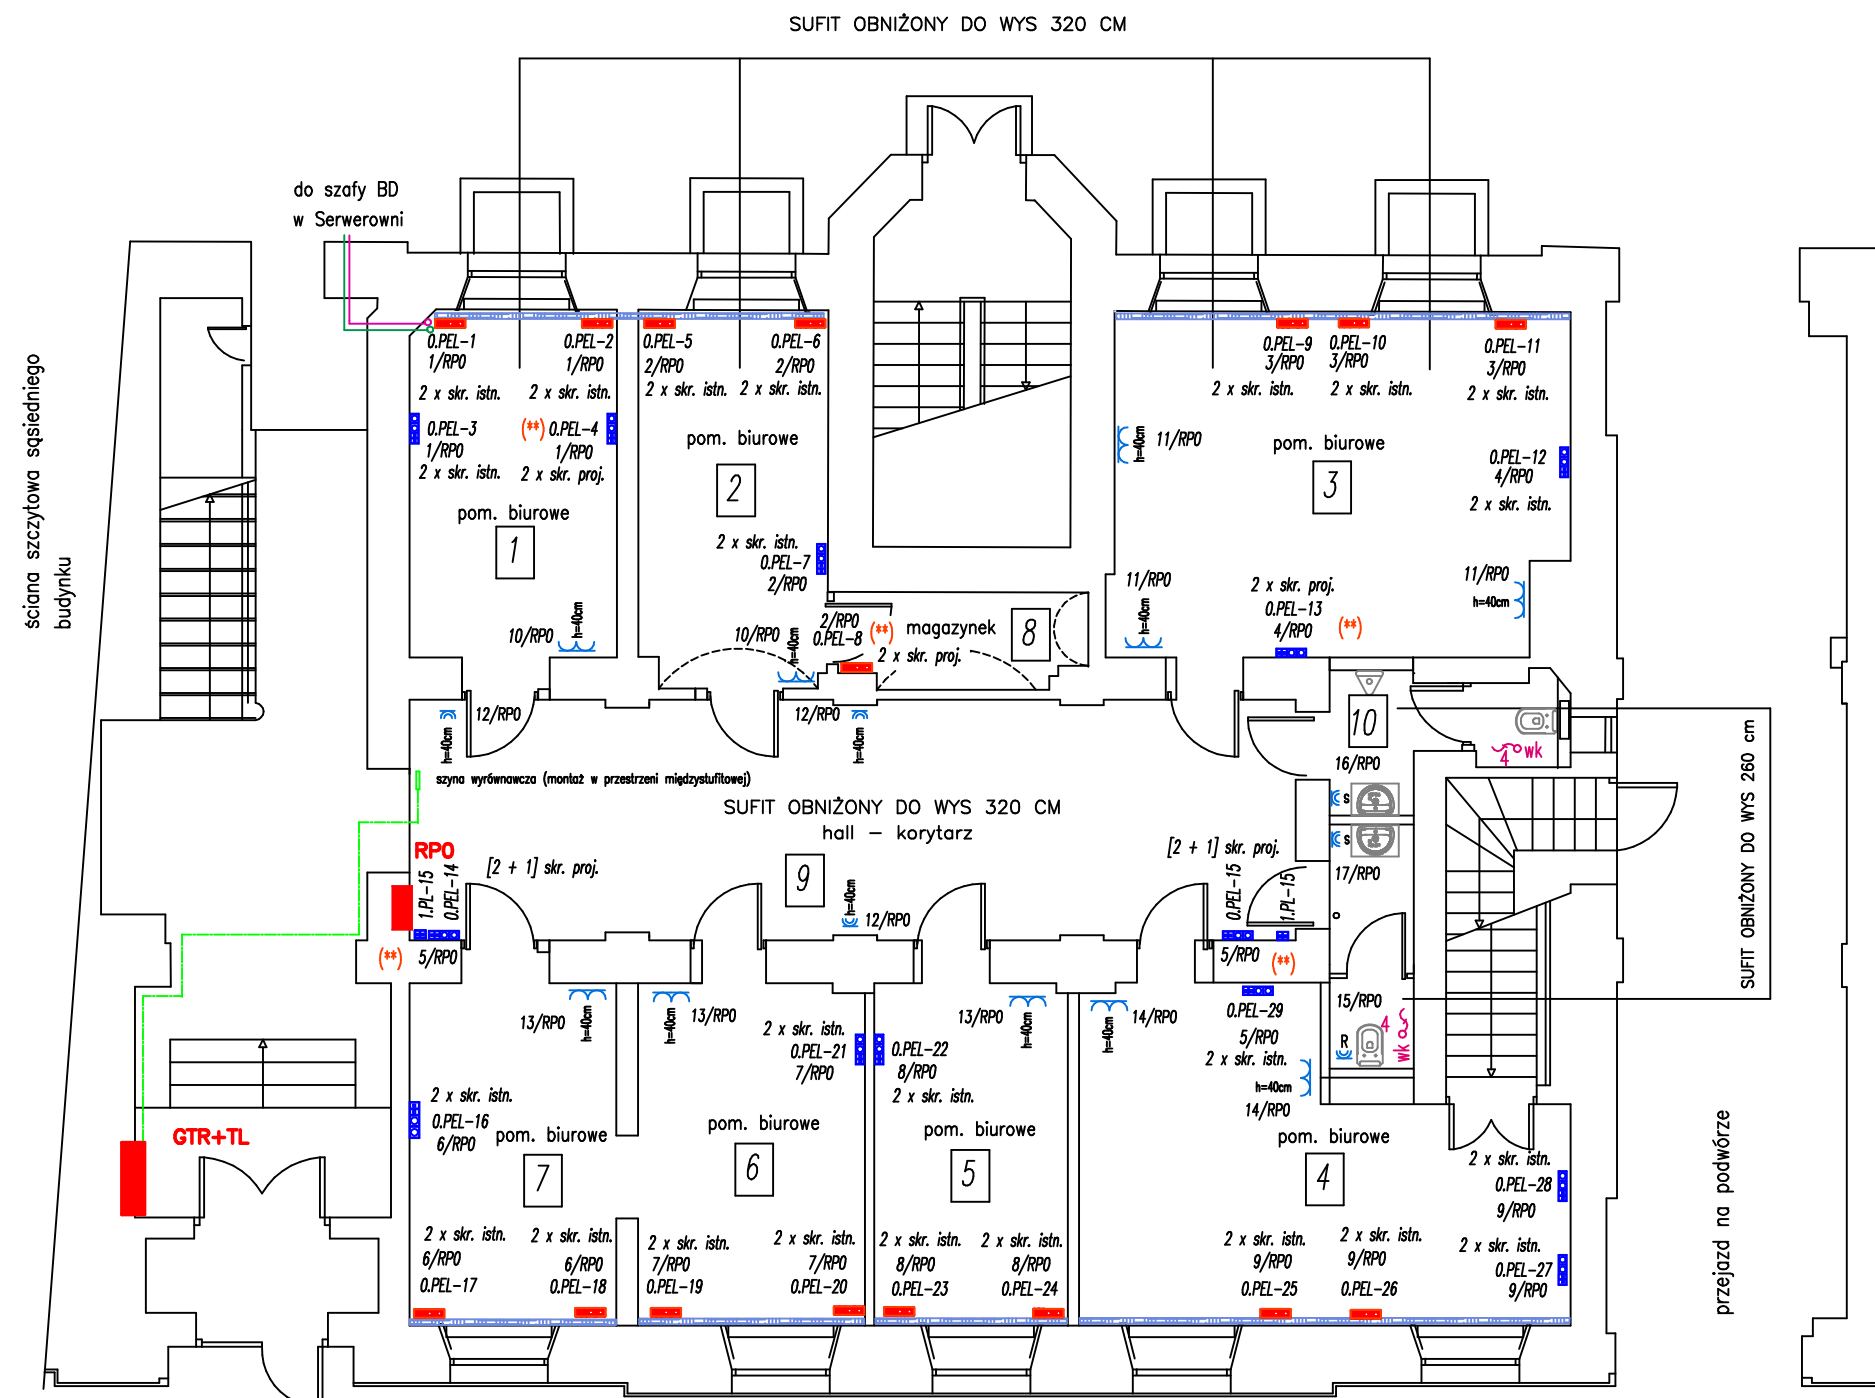 SUFIT OBNIŻONY DO WYS 320 CM
do szafy BD
w Serwerowni
ściana szczytowa sąsiedniego
budynku
0.PEL-1
1/RPO
2 x skr. istn.
0.PEL-2
1/RPO
2 x skr. istn.
0.PEL-3
1/RPO
2 x skr. istn.
(**) 0.PEL-4
1/RPO
2 x skr. proj.
pom. biurowe
1
10/RPO
h=40cm
0.PEL-5
2/RPO
2 x skr. istn.
0.PEL-6
2/RPO
2 x skr. istn.
pom. biurowe
2
2 x skr. istn.
0.PEL-7
2/RPO
10/RPO
h=40cm
2/RPO
0.PEL-8
(**)
2 x skr. proj.
magazynek
8
0.PEL-9
3/RPO
2 x skr. istn.
0.PEL-10
3/RPO
2 x skr. istn.
0.PEL-11
3/RPO
2 x skr. istn.
h=40cm
11/RPO
pom. biurowe
3
0.PEL-12
4/RPO
2 x skr. istn.
11/RPO
h=40cm
2 x skr. proj.
0.PEL-13
4/RPO
(**)
11/RPO
h=40cm
12/RPO
h=40cm
12/RPO
h=40cm
szyna wyrównawcza (montaż w przestrzeni międzystufitowej)
SUFIT OBNIŻONY DO WYS 320 CM
hall - korytarz
9
RPO
1.PL-15
0.PEL-14
[2 + 1] skr. proj.
(**)
5/RPO
h=40cm
12/RPO
[2 + 1] skr. proj.
0.PEL-15
1.PL-15
5/RPO
(**)
10
16/RPO
4
wk
s
s
17/RPO
15/RPO
R
4
wk
SUFIT OBNIŻONY DO WYS 260 cm
GTR+TL
13/RPO
h=40cm
2 x skr. istn.
0.PEL-16
6/RPO
pom. biurowe
7
2 x skr. istn.
6/RPO
0.PEL-17
2 x skr. istn.
6/RPO
0.PEL-18
h=40cm
13/RPO
2 x skr. istn.
0.PEL-21
7/RPO
pom. biurowe
6
2 x skr. istn.
7/RPO
0.PEL-19
2 x skr. istn.
7/RPO
0.PEL-20
13/RPO
h=40cm
0.PEL-22
8/RPO
2 x skr. istn.
pom. biurowe
5
2 x skr. istn.
8/RPO
0.PEL-23
2 x skr. istn.
8/RPO
0.PEL-24
h=40cm
14/RPO
0.PEL-29
5/RPO
2 x skr. istn.
h=40cm
14/RPO
pom. biurowe
4
2 x skr. istn.
0.PEL-28
9/RPO
2 x skr. istn.
9/RPO
0.PEL-25
2 x skr. istn.
9/RPO
0.PEL-26
2 x skr. istn.
0.PEL-27
9/RPO
przejazd na podwórze